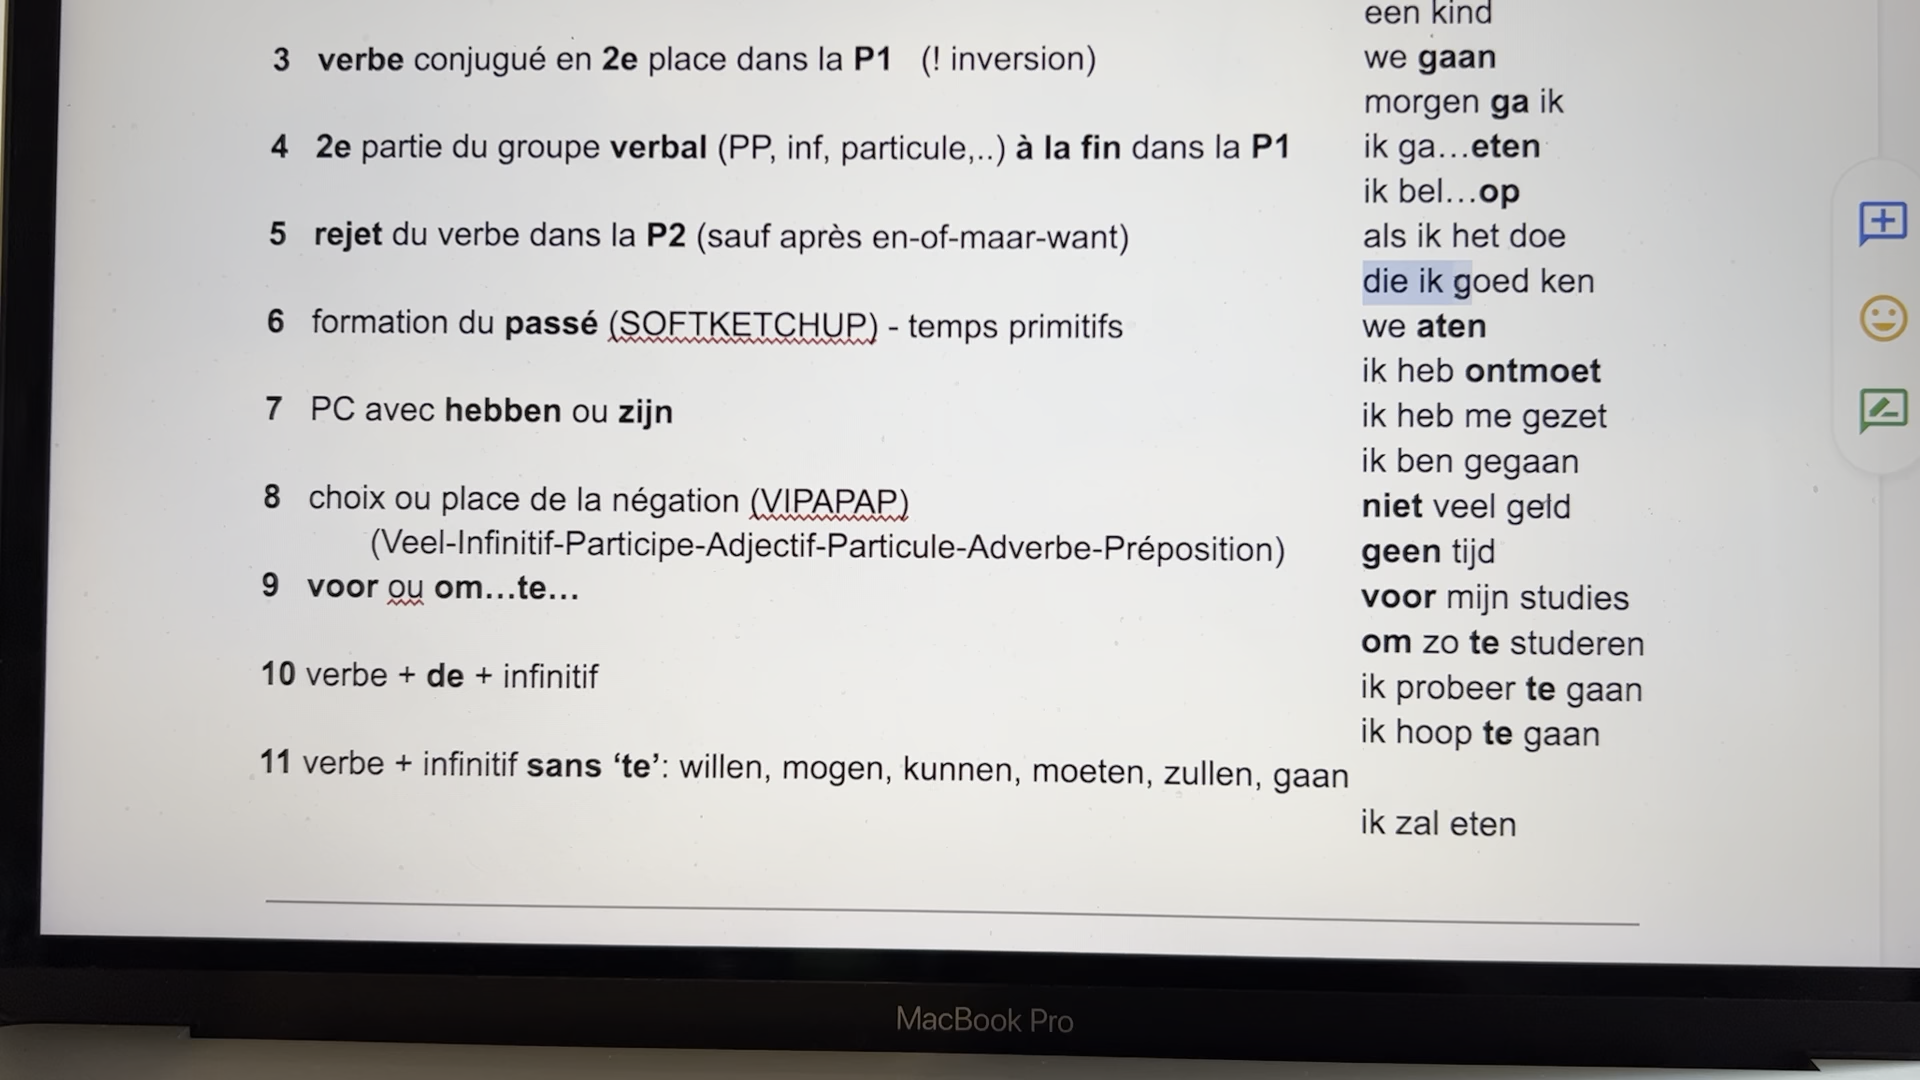 een kind
3 verbe conjugué en 2e place dans la P1 (! inversion)
we gaan
morgen ga ik
4 2e partie du groupe verbal (PP, inf, particule,..) à la fin dans la P1
ik ga...eten
ik bel...op
5 rejet du verbe dans la P2 (sauf après en-of-maar-want)
als ik het doe
die ik goed ken
6 formation du passé (SOFTKETCHUP) - temps primitifs
we aten
ik heb ontmoet
7 PC avec hebben ou zijn
ik heb me gezet
ik ben gegaan
8 choix ou place de la négation (VIPAPAP)
niet veel geld
(Veel-Infinitif-Participe-Adjectif-Particule-Adverbe-Préposition)
geen tijd
9 voor ou om...te...
voor mijn studies
om zo te studeren
10 verbe + de + infinitif
ik probeer te gaan
ik hoop te gaan
11 verbe + infinitif sans ‘te’: willen, mogen, kunnen, moeten, zullen, gaan
ik zal eten
MacBook Pro